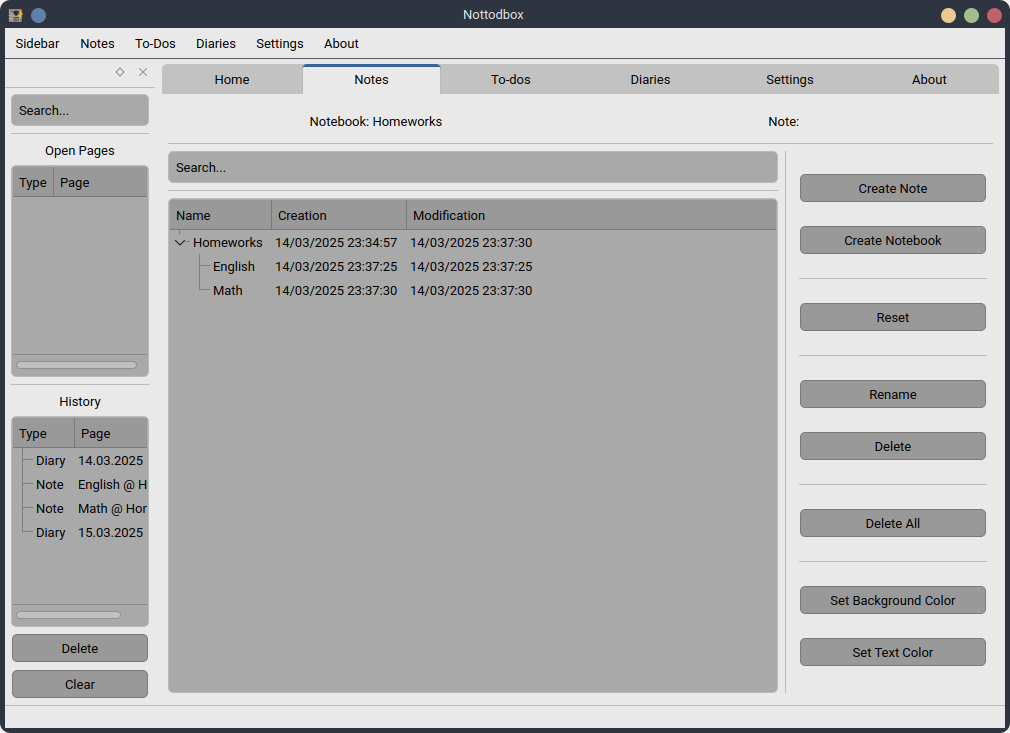 Nottodbox
Sidebar Notes To-Dos Diaries Settings About
Home Notes To-dos Diaries Settings About
Search...
Open Pages
Type Page
History
Type Page
Diary 14.03.2025
Note English @ H
Note Math @ Hor
Diary 15.03.2025
Delete
Clear
Notebook: Homeworks Note:
Search...
Name Creation Modification
Homeworks 14/03/2025 23:34:57 14/03/2025 23:37:30
English 14/03/2025 23:37:25 14/03/2025 23:37:25
Math 14/03/2025 23:37:30 14/03/2025 23:37:30
Create Note
Create Notebook
Reset
Rename
Delete
Delete All
Set Background Color
Set Text Color